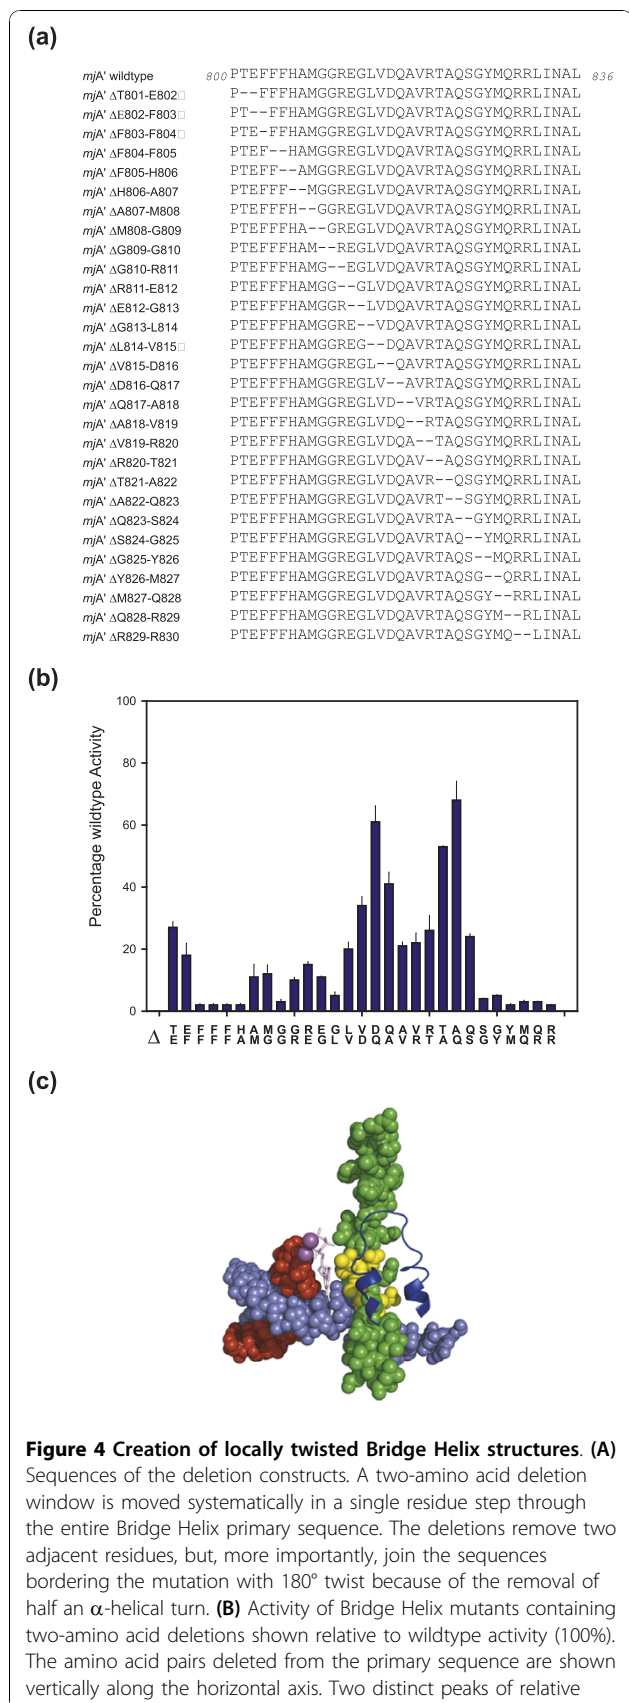 (a)
mjA' wildtype 800 PTEFFFHAMGGREGLVDQAVRTAQSGYMQRRLINAL 836
mjA' ΔT801-E802□ P--FFFHAMGGREGLVDQAVRTAQSGYMQRRLINAL
mjA' ΔE802-F803□ PT--FFHAMGGREGLVDQAVRTAQSGYMQRRLINAL
mjA' ΔF803-F804□ PTE-FFHAMGGREGLVDQAVRTAQSGYMQRRLINAL
mjA' ΔF804-F805 PTEF--HAMGGREGLVDQAVRTAQSGYMQRRLINAL
mjA' ΔF805-H806 PTEFF--AMGGREGLVDQAVRTAQSGYMQRRLINAL
mjA' ΔH806-A807 PTEFFF--MGGREGLVDQAVRTAQSGYMQRRLINAL
mjA' ΔA807-M808 PTEFFFH--GGREGLVDQAVRTAQSGYMQRRLINAL
mjA' ΔM808-G809 PTEFFFHA--GREGLVDQAVRTAQSGYMQRRLINAL
mjA' ΔG809-G810 PTEFFFHAM--REGLVDQAVRTAQSGYMQRRLINAL
mjA' ΔG810-R811 PTEFFFHAMG--EGLVDQAVRTAQSGYMQRRLINAL
mjA' ΔR811-E812 PTEFFFHAMGG--GLVDQAVRTAQSGYMQRRLINAL
mjA' ΔE812-G813 PTEFFFHAMGGR--LVDQAVRTAQSGYMQRRLINAL
mjA' ΔG813-L814 PTEFFFHAMGGRE--VDQAVRTAQSGYMQRRLINAL
mjA' ΔL814-V815□ PTEFFFHAMGGREG--DQAVRTAQSGYMQRRLINAL
mjA' ΔV815-D816 PTEFFFHAMGGREGL--QAVRTAQSGYMQRRLINAL
mjA' ΔD816-Q817 PTEFFFHAMGGREGLV--AVRTAQSGYMQRRLINAL
mjA' ΔQ817-A818 PTEFFFHAMGGREGLVD--VRTAQSGYMQRRLINAL
mjA' ΔA818-V819 PTEFFFHAMGGREGLVDQ--RTAQSGYMQRRLINAL
mjA' ΔV819-R820 PTEFFFHAMGGREGLVDQA--TAQSGYMQRRLINAL
mjA' ΔR820-T821 PTEFFFHAMGGREGLVDQAV--AQSGYMQRRLINAL
mjA' ΔT821-A822 PTEFFFHAMGGREGLVDQAVR--QSGYMQRRLINAL
mjA' ΔA822-Q823 PTEFFFHAMGGREGLVDQAVRT--SGYMQRRLINAL
mjA' ΔQ823-S824 PTEFFFHAMGGREGLVDQAVRTA--GYMQRRLINAL
mjA' ΔS824-G825 PTEFFFHAMGGREGLVDQAVRTAQ--YMQRRLINAL
mjA' ΔG825-Y826 PTEFFFHAMGGREGLVDQAVRTAQS--MQRRLINAL
mjA' ΔY826-M827 PTEFFFHAMGGREGLVDQAVRTAQSG--QRRLINAL
mjA' ΔM827-Q828 PTEFFFHAMGGREGLVDQAVRTAQSGY--RRLINAL
mjA' ΔQ828-R829 PTEFFFHAMGGREGLVDQAVRTAQSGYM--RLINAL
mjA' ΔR829-R830 PTEFFFHAMGGREGLVDQAVRTAQSGYMQ--LINAL
(b)
Percentage wildtype Activity
100
80
60
40
20
0
T E F F F H A M G G R E G L V D Q A V R T A Q S G Y M Q R
Δ E F F F F A M G G R E G L V D Q A V R T A Q S G Y M Q R R
(c)
Figure 4 Creation of locally twisted Bridge Helix structures. (A)
Sequences of the deletion constructs. A two-amino acid deletion
window is moved systematically in a single residue step through
the entire Bridge Helix primary sequence. The deletions remove two
adjacent residues, but, more importantly, join the sequences
bordering the mutation with 180° twist because of the removal of
half an α-helical turn. (B) Activity of Bridge Helix mutants containing
two-amino acid deletions shown relative to wildtype activity (100%).
The amino acid pairs deleted from the primary sequence are shown
vertically along the horizontal axis. Two distinct peaks of relative